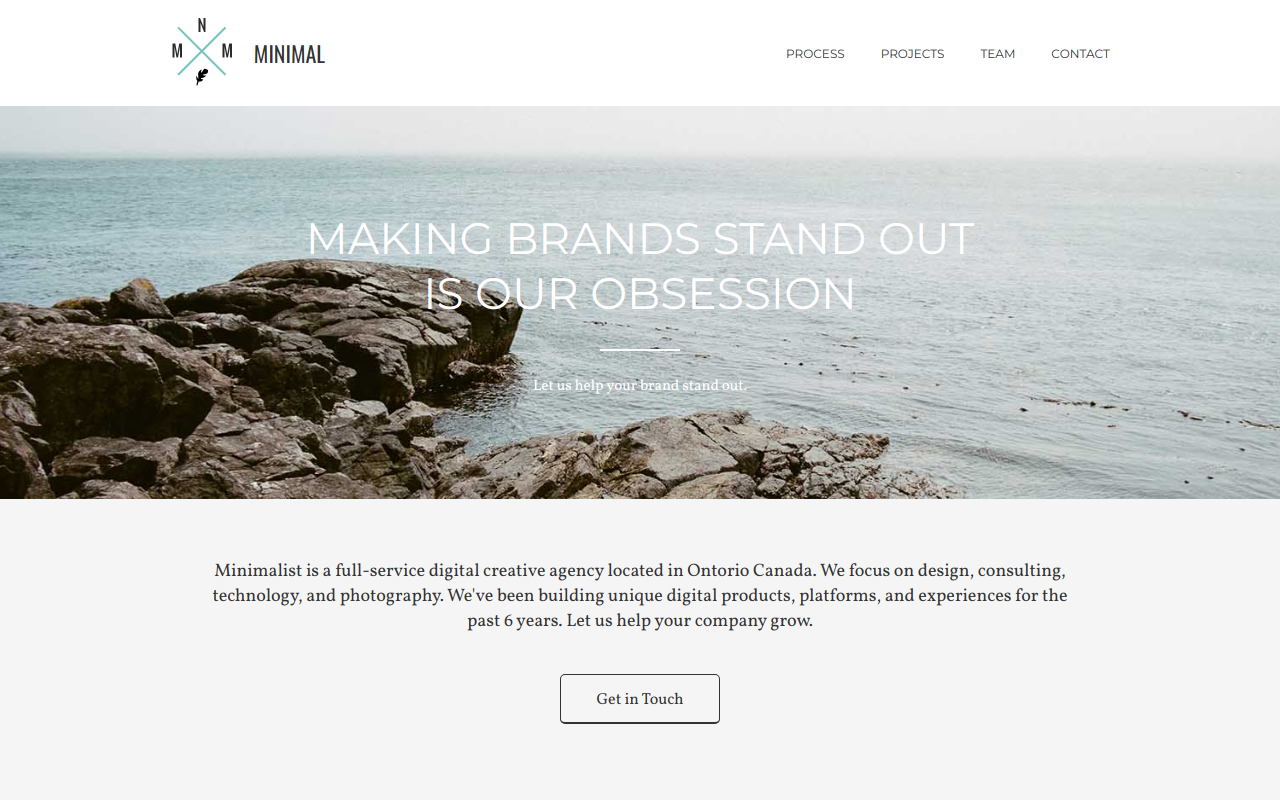 N
M M
MINIMAL
PROCESS PROJECTS TEAM CONTACT
MAKING BRANDS STAND OUT
IS OUR OBSESSION
Let us help your brand stand out.
Minimalist is a full-service digital creative agency located in Ontorio Canada. We focus on design, consulting,
technology, and photography. We've been building unique digital products, platforms, and experiences for the
past 6 years. Let us help your company grow.
Get in Touch